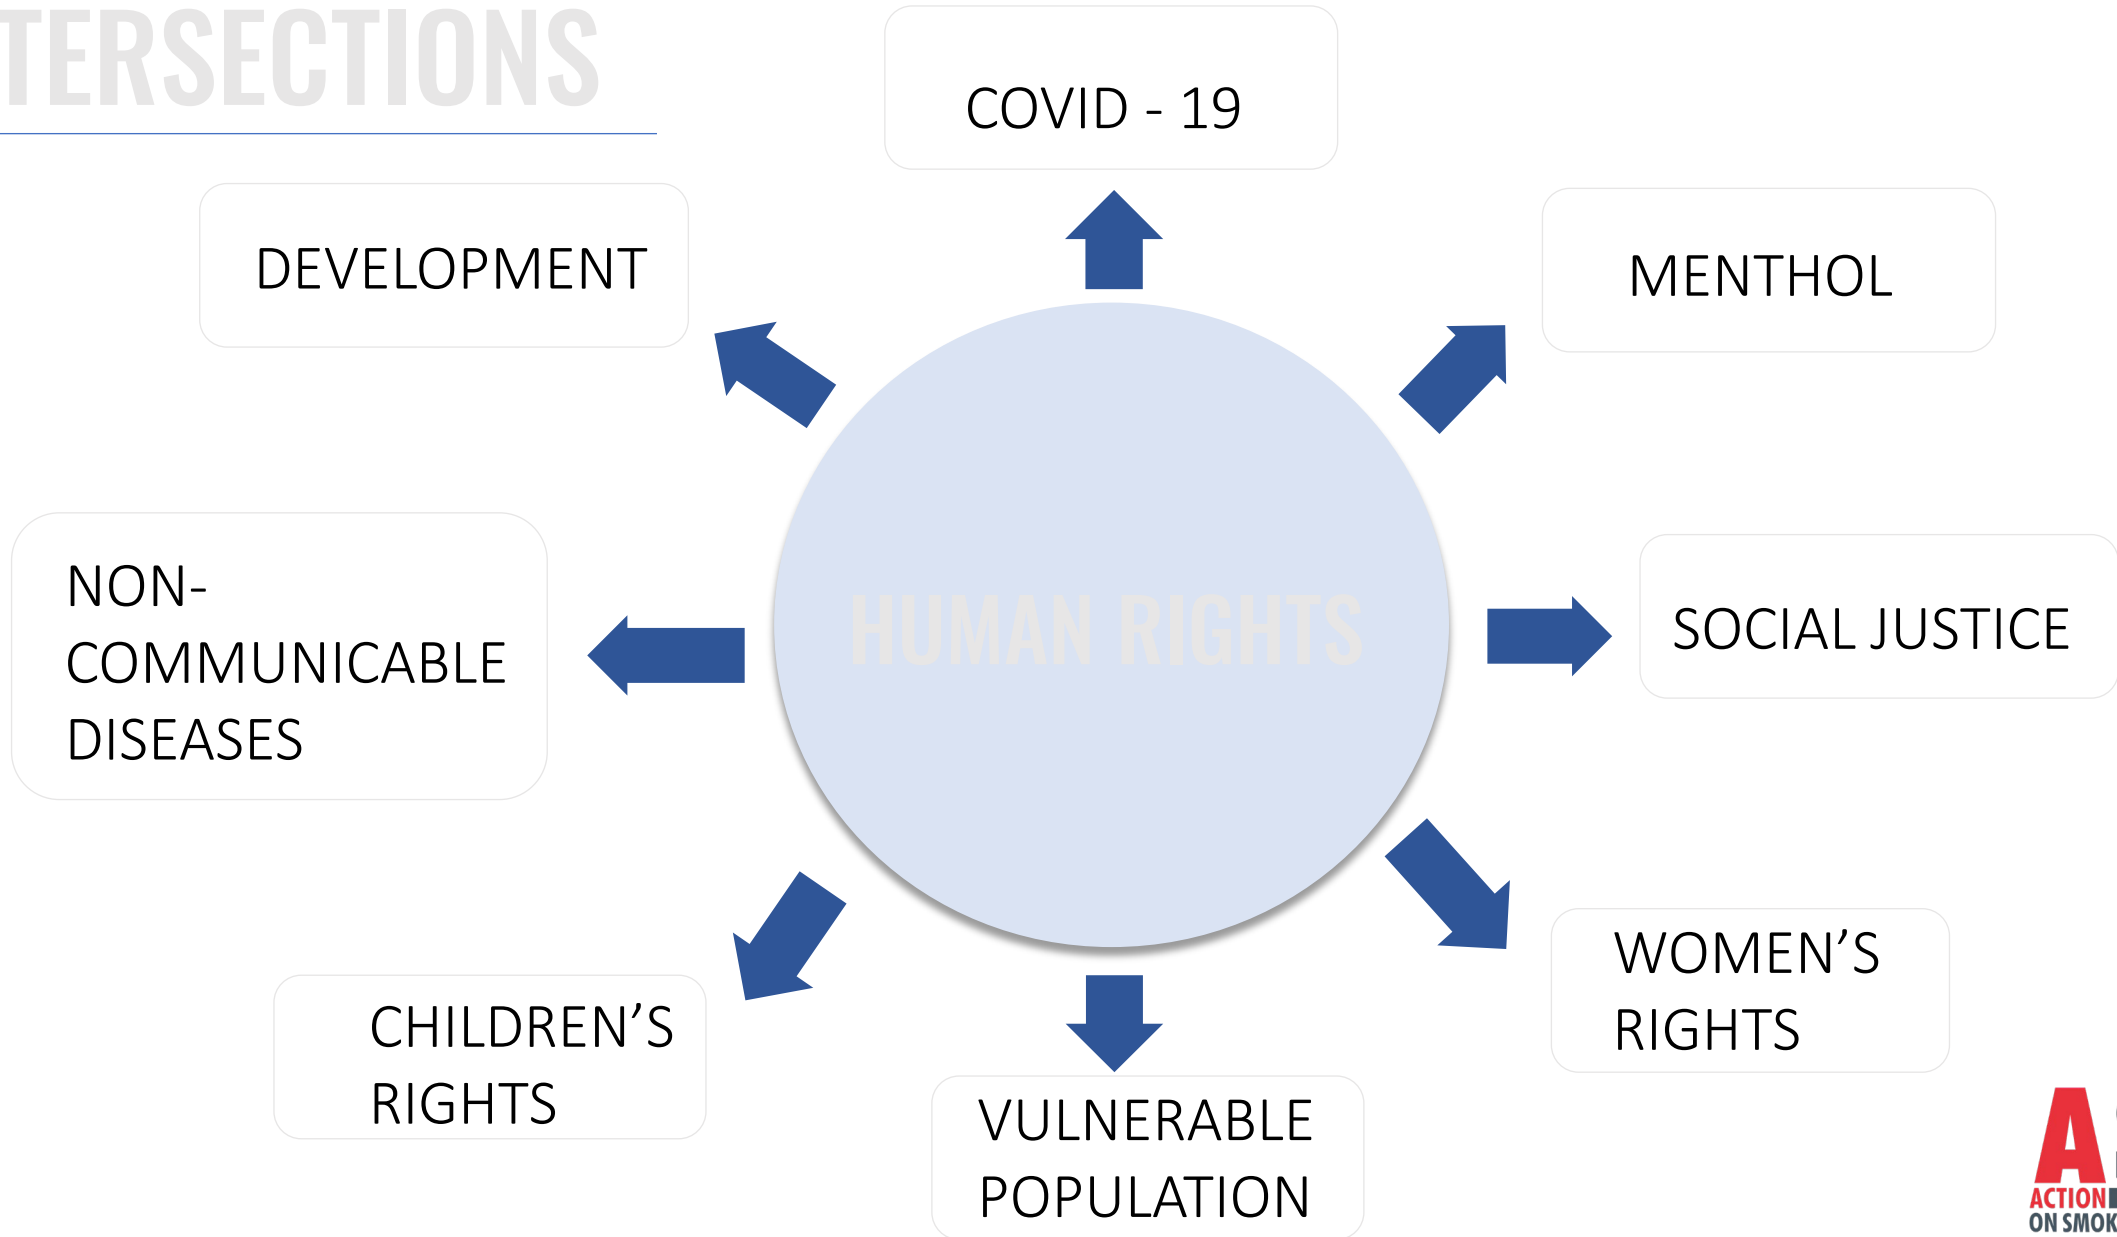 TERSECTIONS
COVID - 19
DEVELOPMENT
MENTHOL
NON-
COMMUNICABLE
DISEASES
HUMAN RIGHTS
SOCIAL JUSTICE
WOMEN’S
RIGHTS
CHILDREN’S
RIGHTS
VULNERABLE
POPULATION
A
ACTION
ON SMOK